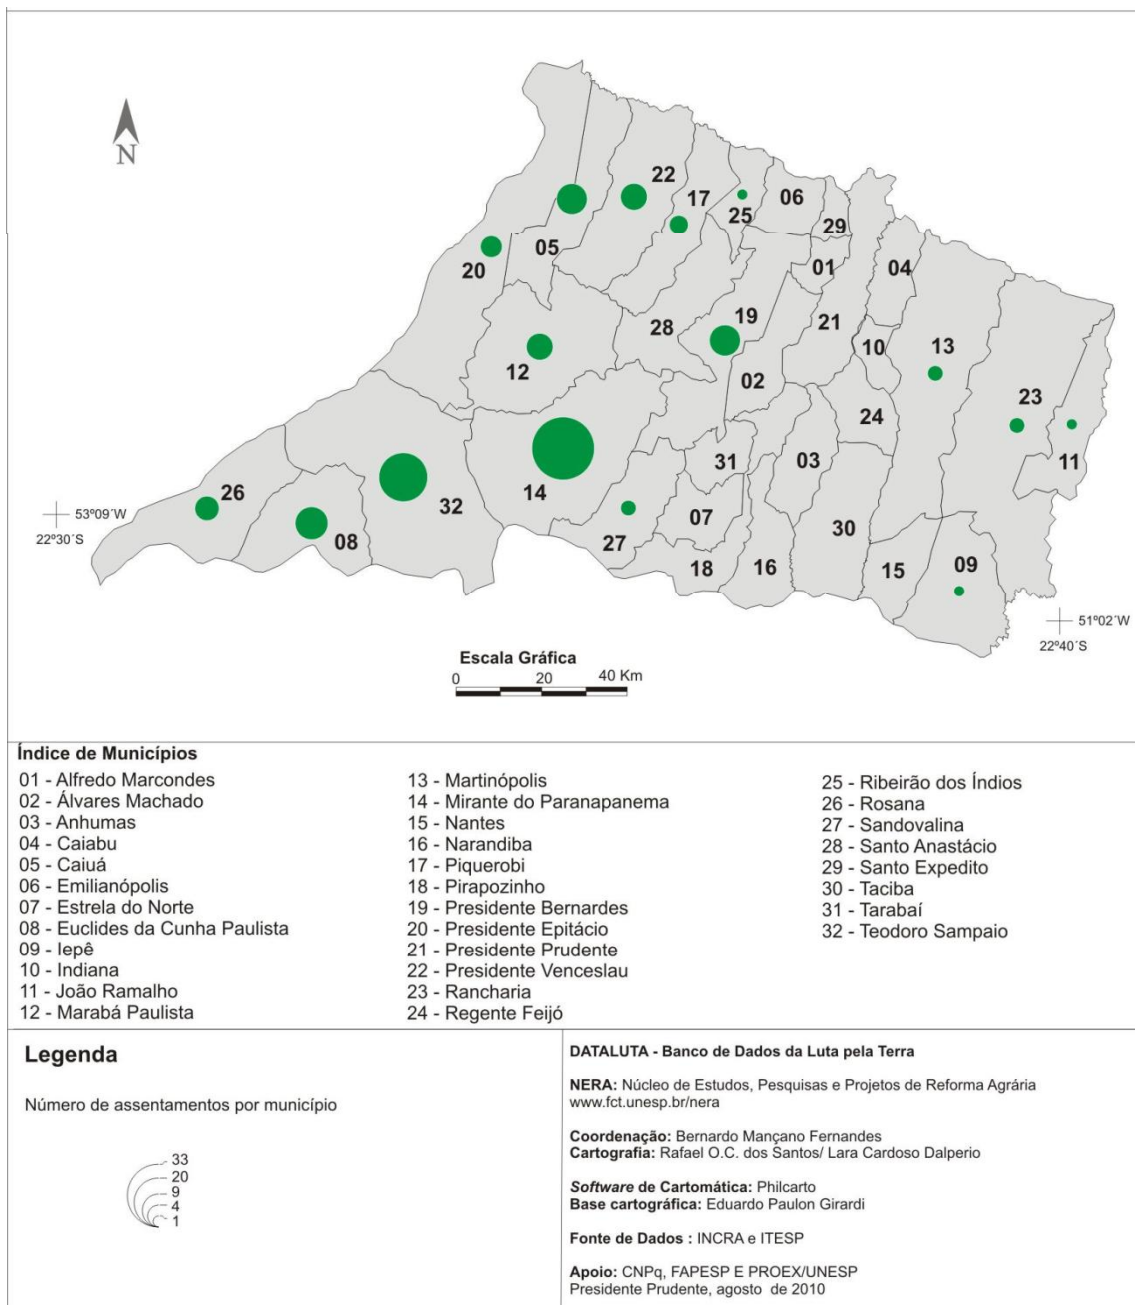 N
22
17
25
06
29
05
20
01
04
28
19
21
10
13
12
02
23
24
11
31
03
14
26
32
53º09´W
22º30´S
07
08
27
30
18
16
15
09
51º02´W
22º40´S
Escala Gráfica
0 20 40 Km
Índice de Municípios
01 - Alfredo Marcondes
02 - Álvares Machado
03 - Anhumas
04 - Caiabu
05 - Caiuá
06 - Emilianópolis
07 - Estrela do Norte
08 - Euclides da Cunha Paulista
09 - Iepê
10 - Indiana
11 - João Ramalho
12 - Marabá Paulista
13 - Martinópolis
14 - Mirante do Paranapanema
15 - Nantes
16 - Narandiba
17 - Piquerobi
18 - Pirapozinho
19 - Presidente Bernardes
20 - Presidente Epitácio
21 - Presidente Prudente
22 - Presidente Venceslau
23 - Rancharia
24 - Regente Feijó
25 - Ribeirão dos Índios
26 - Rosana
27 - Sandovalina
28 - Santo Anastácio
29 - Santo Expedito
30 - Taciba
31 - Tarabaí
32 - Teodoro Sampaio
Legenda
Número de assentamentos por município
33
20
9
4
1
DATALUTA - Banco de Dados da Luta pela Terra
NERA: Núcleo de Estudos, Pesquisas e Projetos de Reforma Agrária
www.fct.unesp.br/nera
Coordenação: Bernardo Mançano Fernandes
Cartografia: Rafael O.C. dos Santos/ Lara Cardoso Dalperio
Software de Cartomática: Philcarto
Base cartográfica: Eduardo Paulon Girardi
Fonte de Dados : INCRA e ITESP
Apoio: CNPq, FAPESP E PROEX/UNESP
Presidente Prudente, agosto de 2010